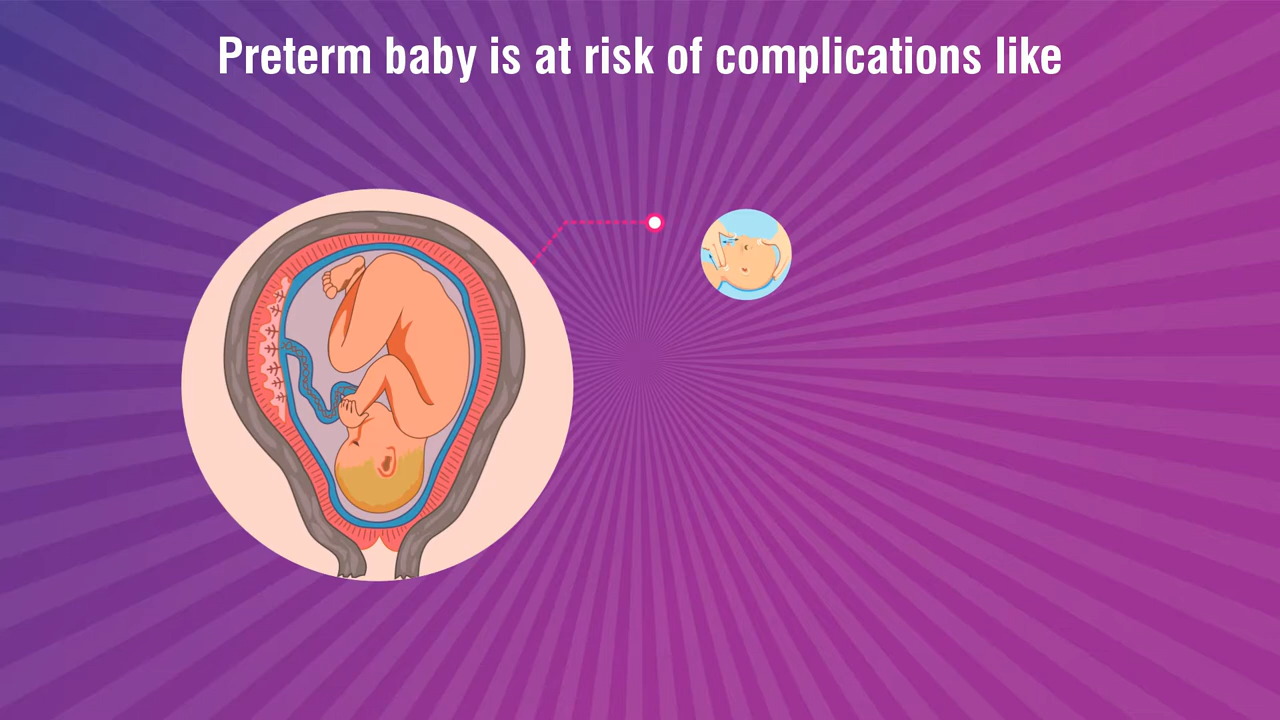 Preterm baby is at risk of complications like